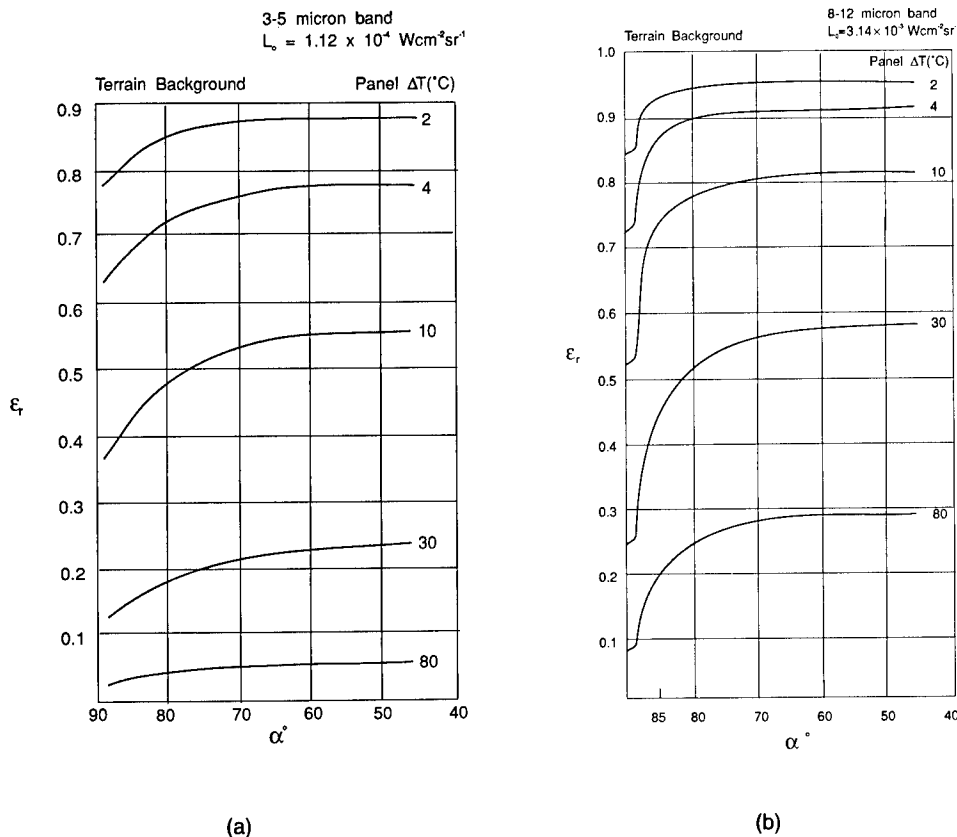 3-5 micron band
L₀ = 1.12 x 10⁻⁴ Wcm⁻²sr⁻¹
Terrain Background
Panel ΔT(°C)
0.9
0.8
0.7
0.6
0.5
0.4
0.3
0.2
0.1
εr
2
4
10
30
80
90
80
70
60
50
40
α°
(a)
8-12 micron band
L₀=3.14×10⁻³ Wcm⁻²sr⁻¹
Terrain Background
Panel ΔT(°C)
1.0
0.9
0.8
0.7
0.6
0.5
0.4
0.3
0.2
0.1
εr
2
4
10
30
80
85
80
70
60
50
40
α °
(b)